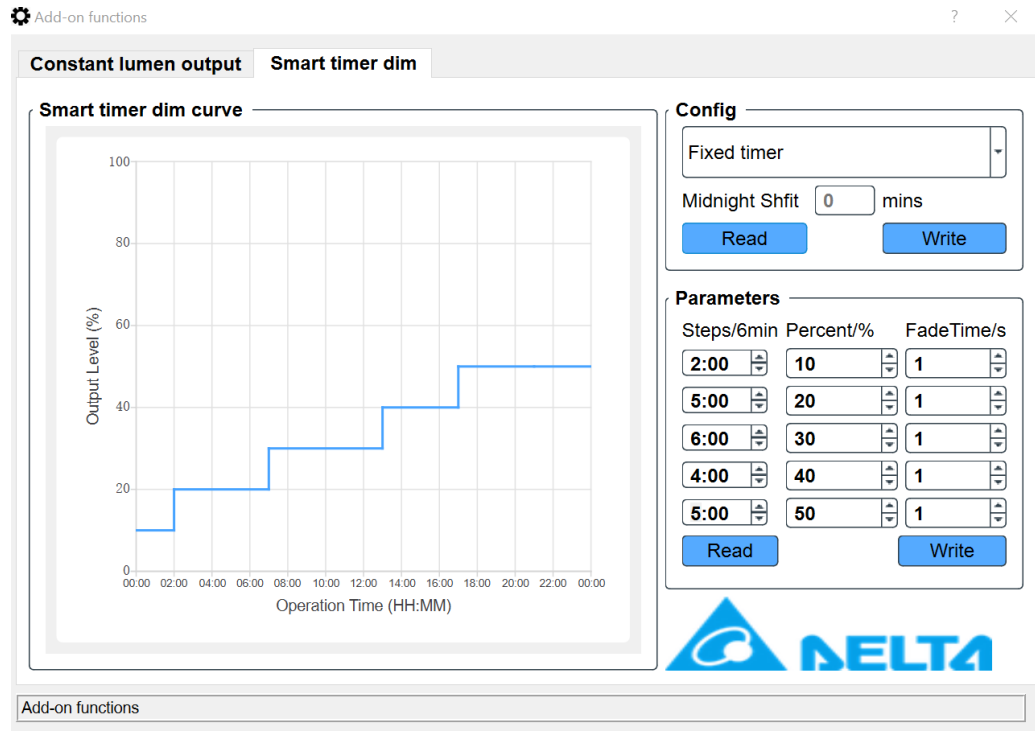 Add-on functions
?
Constant lumen output
Smart timer dim
Smart timer dim curve
100
80
60
40
20
0
Output Level (%)
00:00 02:00 04:00 06:00 08:00 10:00 12:00 14:00 16:00 18:00 20:00 22:00 00:00
Operation Time (HH:MM)
Config
Fixed timer
Midnight Shfit 0 mins
Read Write
Parameters
Steps/6min Percent/% FadeTime/s
2:00 10 1
5:00 20 1
6:00 30 1
4:00 40 1
5:00 50 1
Read Write
DELTA
Add-on functions